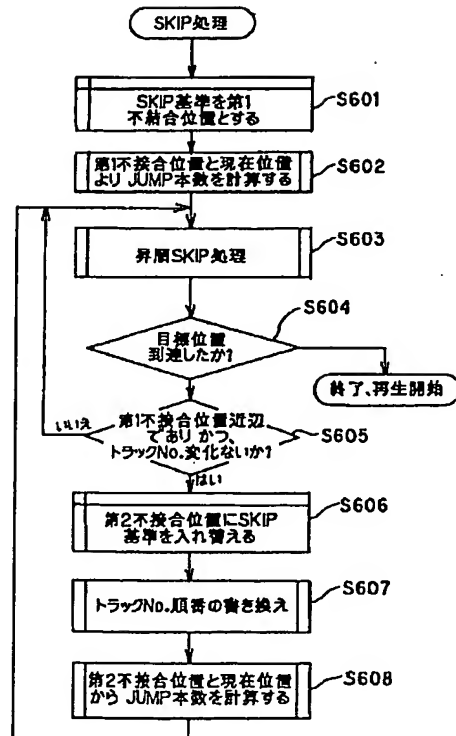 SKIP処理
SKIP基準を第1
不結合位置とする
S601
第1不接合位置と現在位置
より JUMP本数を計算する
S602
昇順SKIP処理
S603
目標位置
到達したか?
S604
終了、再生開始
第1不接合位置近辺
であり かつ、
トラックNo.変化ないか?
S605
いいえ
はい
第2不接合位置にSKIP
基準を入れ替える
S606
トラックNo.順番の書き換え
S607
第2不接合位置と現在位置
から JUMP本数を計算する
S608